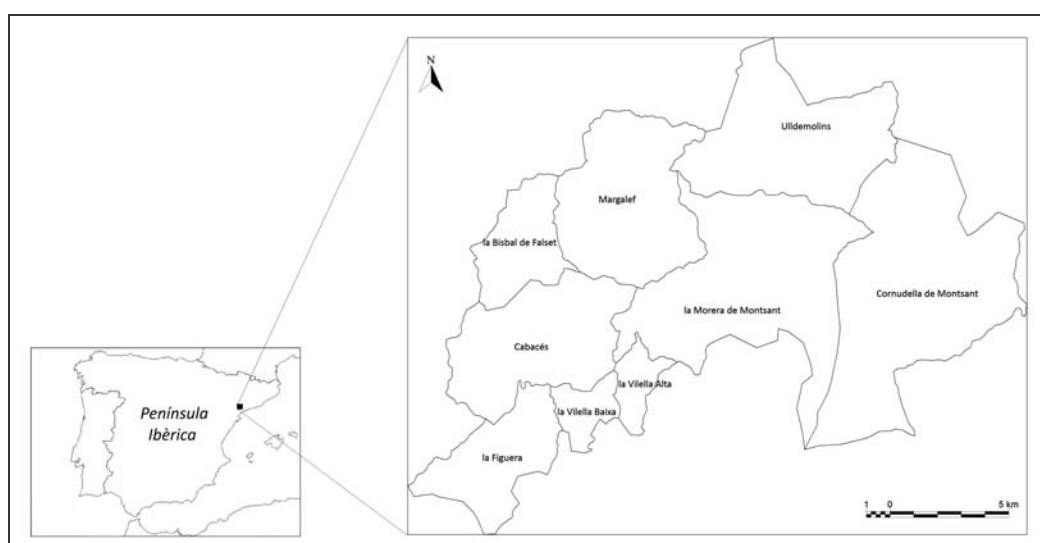 N
Ulldemolins
Margalef
la Bisbal de Falset
Cornudella de Montsant
la Morera de Montsant
Cabacés
la Vilella Alta
la Vilella Baixa
la Figuera
Península
Ibèrica
1 0 5 km